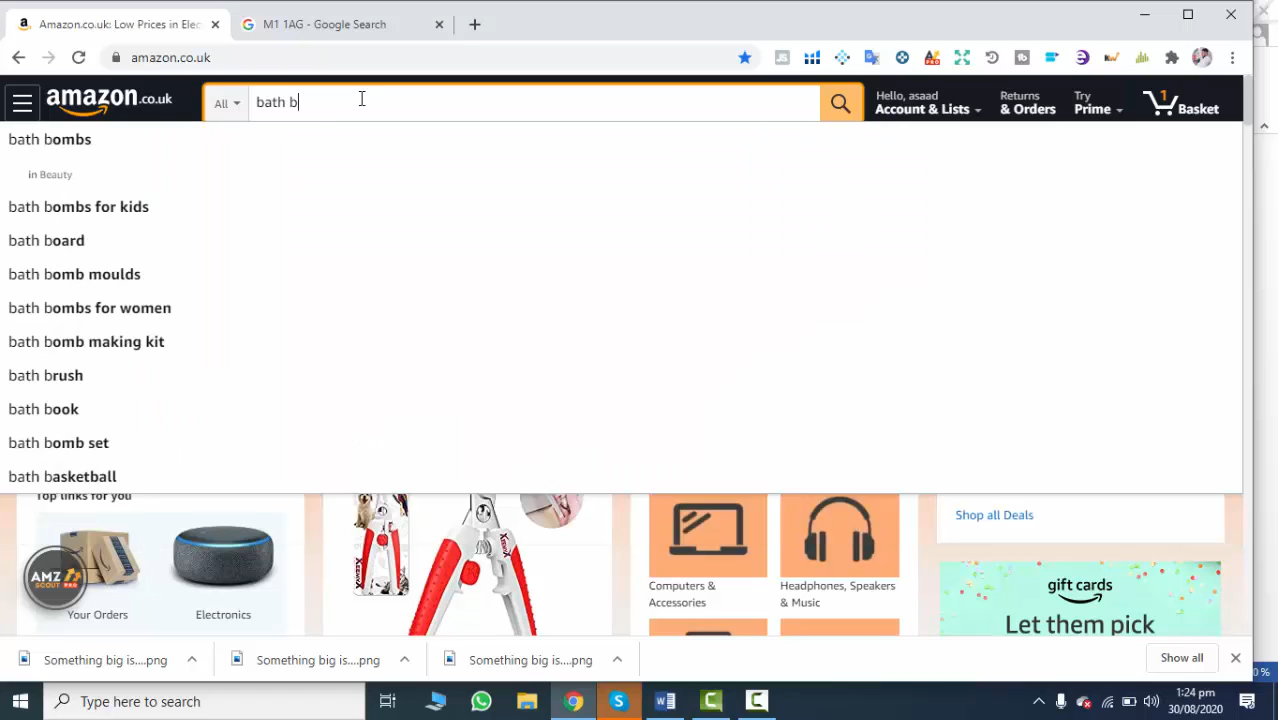 Amazon.co.uk: Low Prices in Elec
M1 1AG - Google Search
amazon.co.uk
amazon.co.uk
All
bath b
Hello, asaad
Account & Lists
Returns
& Orders
Try
Prime
1
Basket
bath bombs
in Beauty
bath bombs for kids
bath board
bath bomb moulds
bath bombs for women
bath bomb making kit
bath brush
bath book
bath bomb set
bath basketball
Top links for you
Your Orders
Electronics
AMZ
SCOUT PRO
Computers &
Accessories
Headphones, Speakers
& Music
Shop all Deals
gift cards
Let them pick
Something big is....png
Something big is....png
Something big is....png
Show all
Type here to search
1:24 pm
30/08/2020